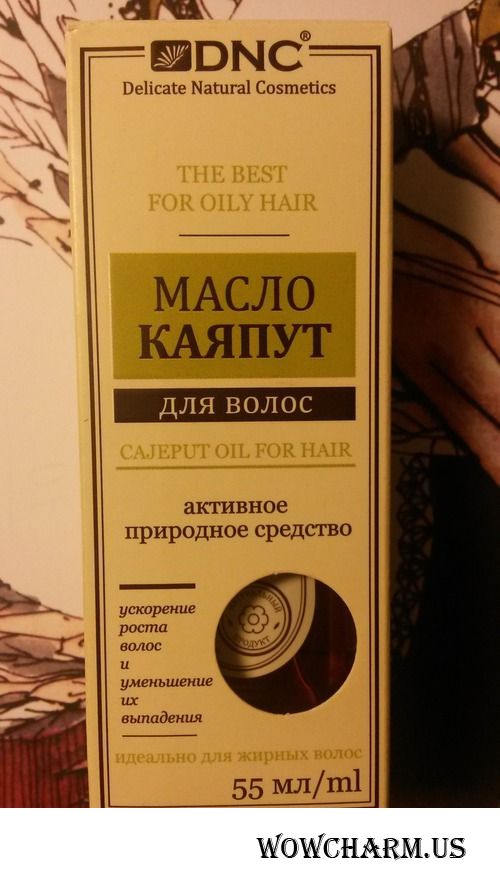 DNC®
Delicate Natural Cosmetics
THE BEST
FOR OILY HAIR
МАСЛО
КАЯПУТ
ДЛЯ ВОЛОС
CAJEPUT OIL FOR HAIR
активное
природное средство
ускорение
роста
волос
и
уменьшение
их
выпадения
ПРОДУКТ
идеально для жирных волос
55 мл/ml
WOWCHARM.US